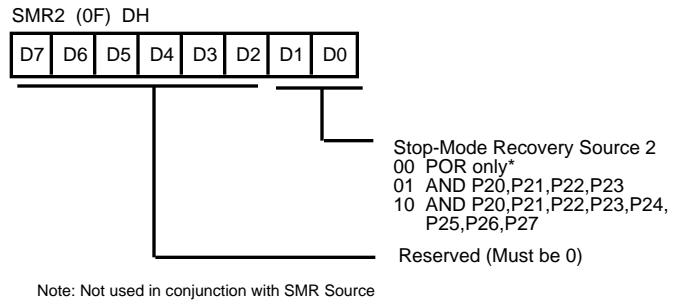 SMR2 (0F) DH
D7 D6 D5 D4 D3 D2 D1 D0
Stop-Mode Recovery Source 2
00 POR only*
01 AND P20,P21,P22,P23
10 AND P20,P21,P22,P23,P24,
P25,P26,P27
Reserved (Must be 0)
Note: Not used in conjunction with SMR Source